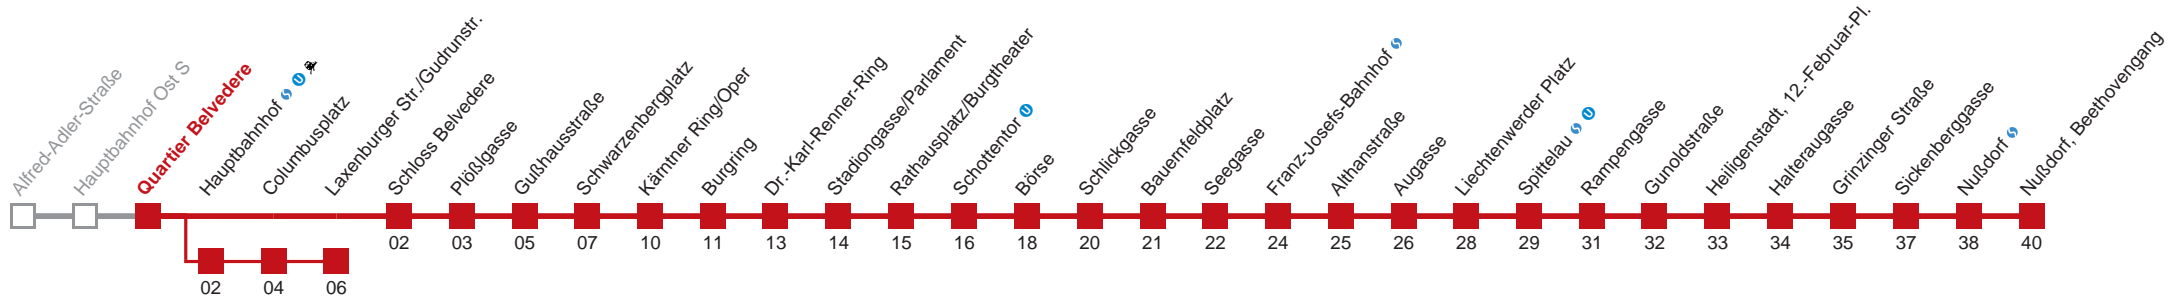 Alfred-Adler-Straße
Hauptbahnhof Ost S
Quartier Belvedere
Hauptbahnhof S U
Columbusplatz
Laxenburger Str./Gudrunstr.
Schloss Belvedere
Plößlgasse
Gußhausstraße
Schwarzenbergplatz
Kärntner Ring/Oper
Burgring
Dr.-Karl-Renner-Ring
Stadiongasse/Parlament
Rathausplatz/Burgtheater
Schottentor U
Börse
Schlickgasse
Bauernfeldplatz
Seegasse
Franz-Josefs-Bahnhof S
Althanstraße
Augasse
Liechtenwerder Platz
Spittelau S U
Rampengasse
Gunoldstraße
Heiligenstadt, 12.-Februar-Pl.
Halteraugasse
Grinzinger Straße
Sickenberggasse
Nußdorf S
Nußdorf, Beethovengang
02 03 05 07 10 11 13 14 15 16 18 20 21 22 24 25 26 28 29 31 32 33 34 35 37 38 40
02 04 06